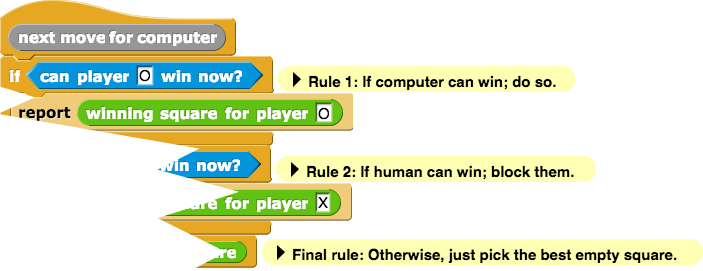 next move for computer
if can player O win now?
Rule 1: If computer can win; do so.
report winning square for player O
win now?
Rule 2: If human can win; block them.
for player X
Final rule: Otherwise, just pick the best empty square.